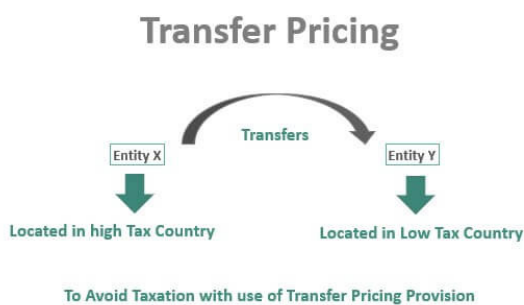 Transfer Pricing
Transfers
Entity X
Entity Y
Located in high Tax Country
Located in Low Tax Country
To Avoid Taxation with use of Transfer Pricing Provision